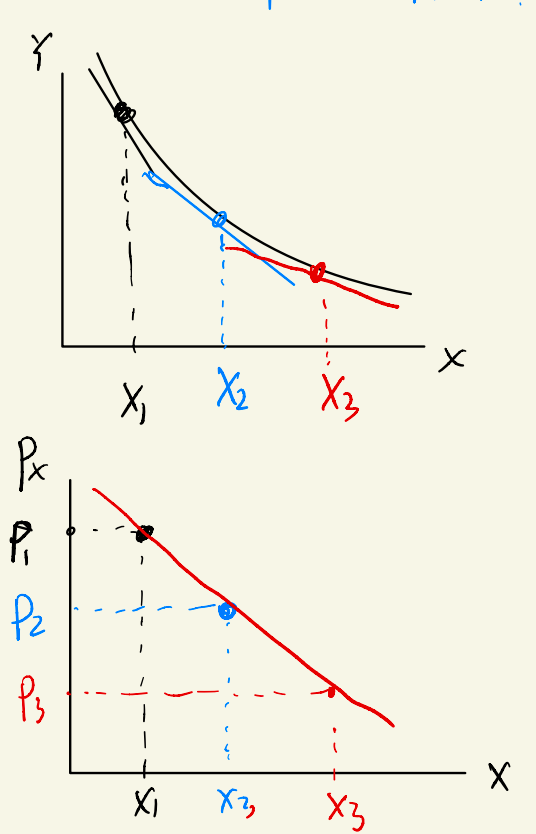 Y
X
X₁ X₂ X₃
Pₓ
P₁
P₂
P₃
X
X₁ X₂, X₃